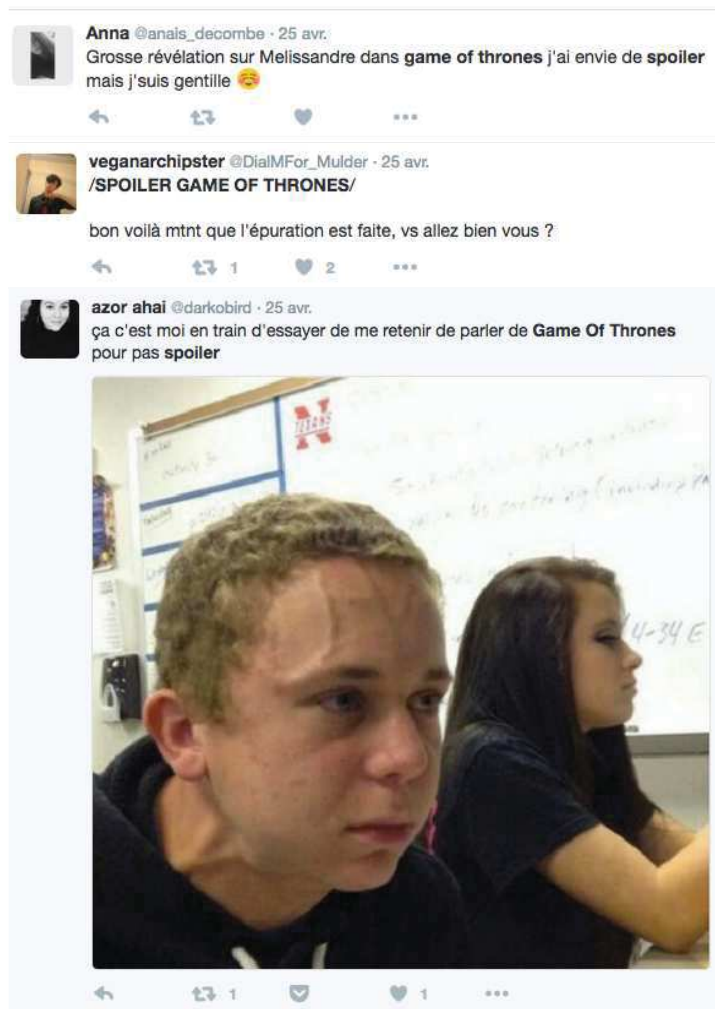 Anna @anais_decombe · 25 avr.
Grosse révélation sur Melissandre dans game of thrones j'ai envie de spoiler
mais j'suis gentille
veganarchipster @DialMFor_Mulder · 25 avr.
/SPOILER GAME OF THRONES/
bon voilà mtnt que l'épuration est faite, vs allez bien vous ?
1 2
azor ahai @darkobird · 25 avr.
ça c'est moi en train d'essayer de me retenir de parler de Game Of Thrones
pour pas spoiler
N
TEXANS
4-34 E
1 1